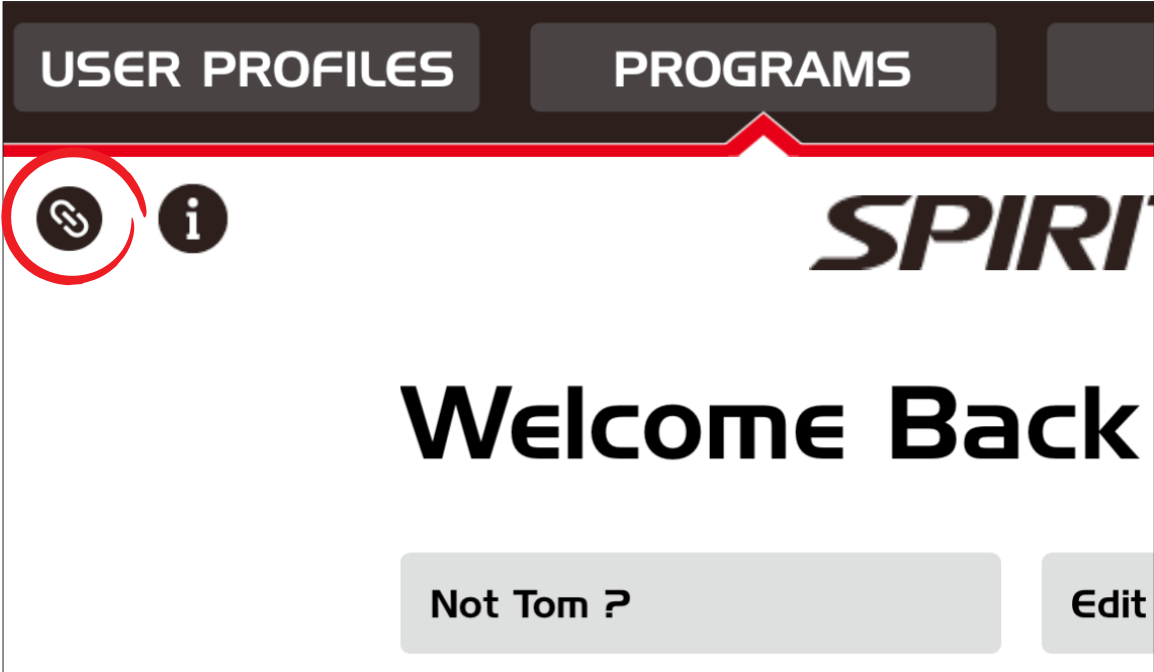 USER PROFILES
PROGRAMS
i
SPIRIT
Welcome Back
Not Tom ?
Edit